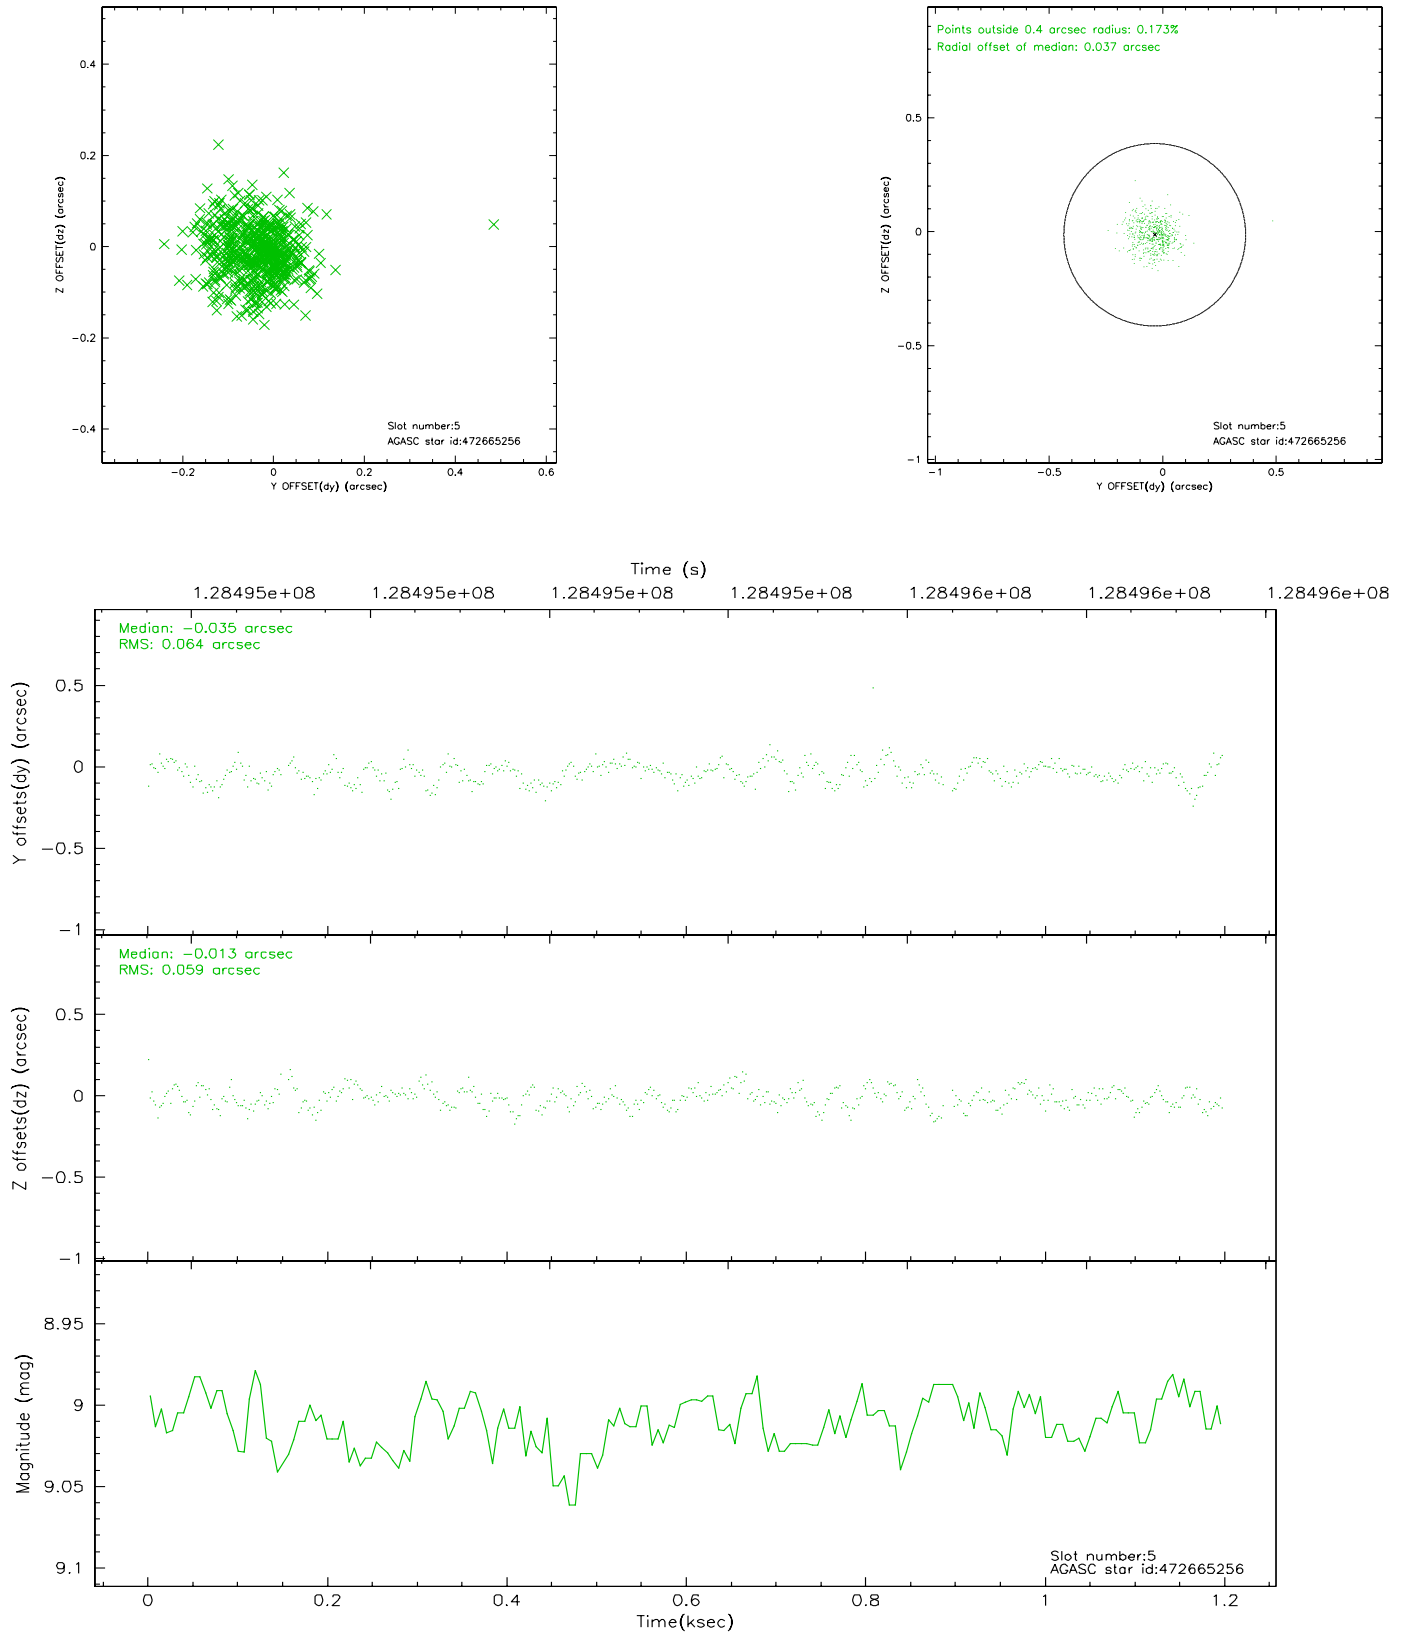 0.4
0.2
0
−0.2
−0.4
Z OFFSET(dz) (arcsec)
Slot number:5
AGASC star id:472665256
−0.2 0 0.2 0.4 0.6
Y OFFSET(dy) (arcsec)
Points outside 0.4 arcsec radius: 0.173%
Radial offset of median: 0.037 arcsec
0.5
0
−0.5
−1
Z OFFSET(dz) (arcsec)
Slot number:5
AGASC star id:472665256
−1 −0.5 0 0.5
Y OFFSET(dy) (arcsec)
Time (s)
1.28495e+08 1.28495e+08 1.28495e+08 1.28495e+08 1.28496e+08 1.28496e+08 1.28496e+08
Median: −0.035 arcsec
RMS: 0.064 arcsec
0.5
0
−0.5
−1
Y offsets(dy) (arcsec)
Median: −0.013 arcsec
RMS: 0.059 arcsec
0.5
0
−0.5
−1
Z offsets(dz) (arcsec)
8.95
9
9.05
9.1
Magnitude (mag)
Slot number:5
AGASC star id:472665256
0 0.2 0.4 0.6 0.8 1 1.2
Time(ksec)